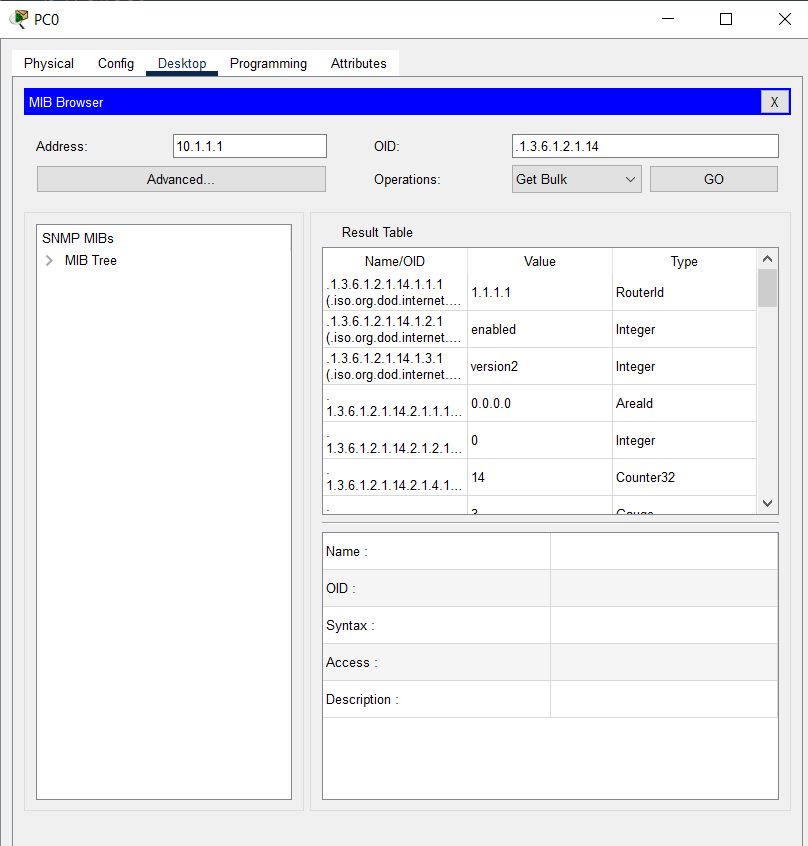 PC0
Physical Config Desktop Programming Attributes
MIB Browser X
Address: 10.1.1.1 OID: .1.3.6.1.2.1.14
Advanced... Operations: Get Bulk GO
SNMP MIBs
MIB Tree
Result Table
Name/OID Value Type
.1.3.6.1.2.1.14.1.1.1
(.iso.org.dod.internet.... 1.1.1.1 RouterId
.1.3.6.1.2.1.14.1.2.1
(.iso.org.dod.internet.... enabled Integer
.1.3.6.1.2.1.14.1.3.1
(.iso.org.dod.internet.... version2 Integer
.
1.3.6.1.2.1.14.2.1.1.1... 0.0.0.0 AreaId
.
1.3.6.1.2.1.14.2.1.2.1... 0 Integer
.
1.3.6.1.2.1.14.2.1.4.1... 14 Counter32
. 3 Gauge
Name :
OID :
Syntax :
Access :
Description :